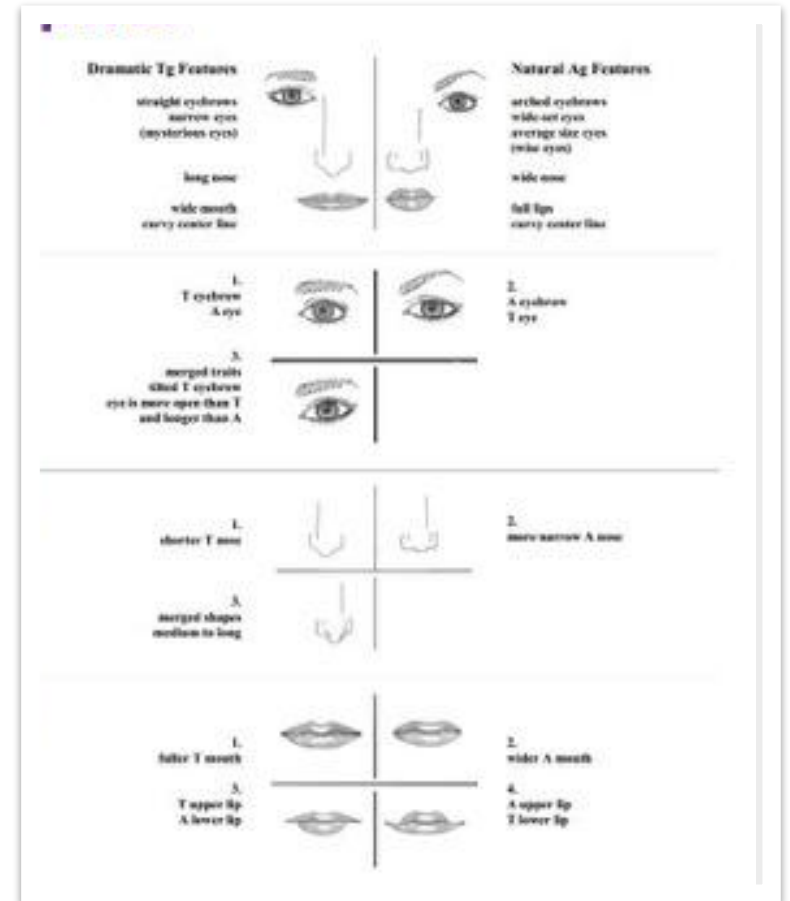 Dramatic Tg Features
straight eyebrows
narrow eyes
(mysterious eyes)
long nose
wide mouth
curvy center line
Natural Ag Features
arched eyebrows
wide-set eyes
average size eyes
(wise eyes)
wide nose
full lips
curvy center line
1.
T eyebrow
A eye
2.
A eyebrow
T eye
3.
merged traits
tilted T eyebrow
eye is more open than T
and longer than A
1.
shorter T nose
2.
more narrow A nose
3.
merged shapes
medium to long
1.
fuller T mouth
2.
wider A mouth
3.
T upper lip
A lower lip
4.
A upper lip
T lower lip